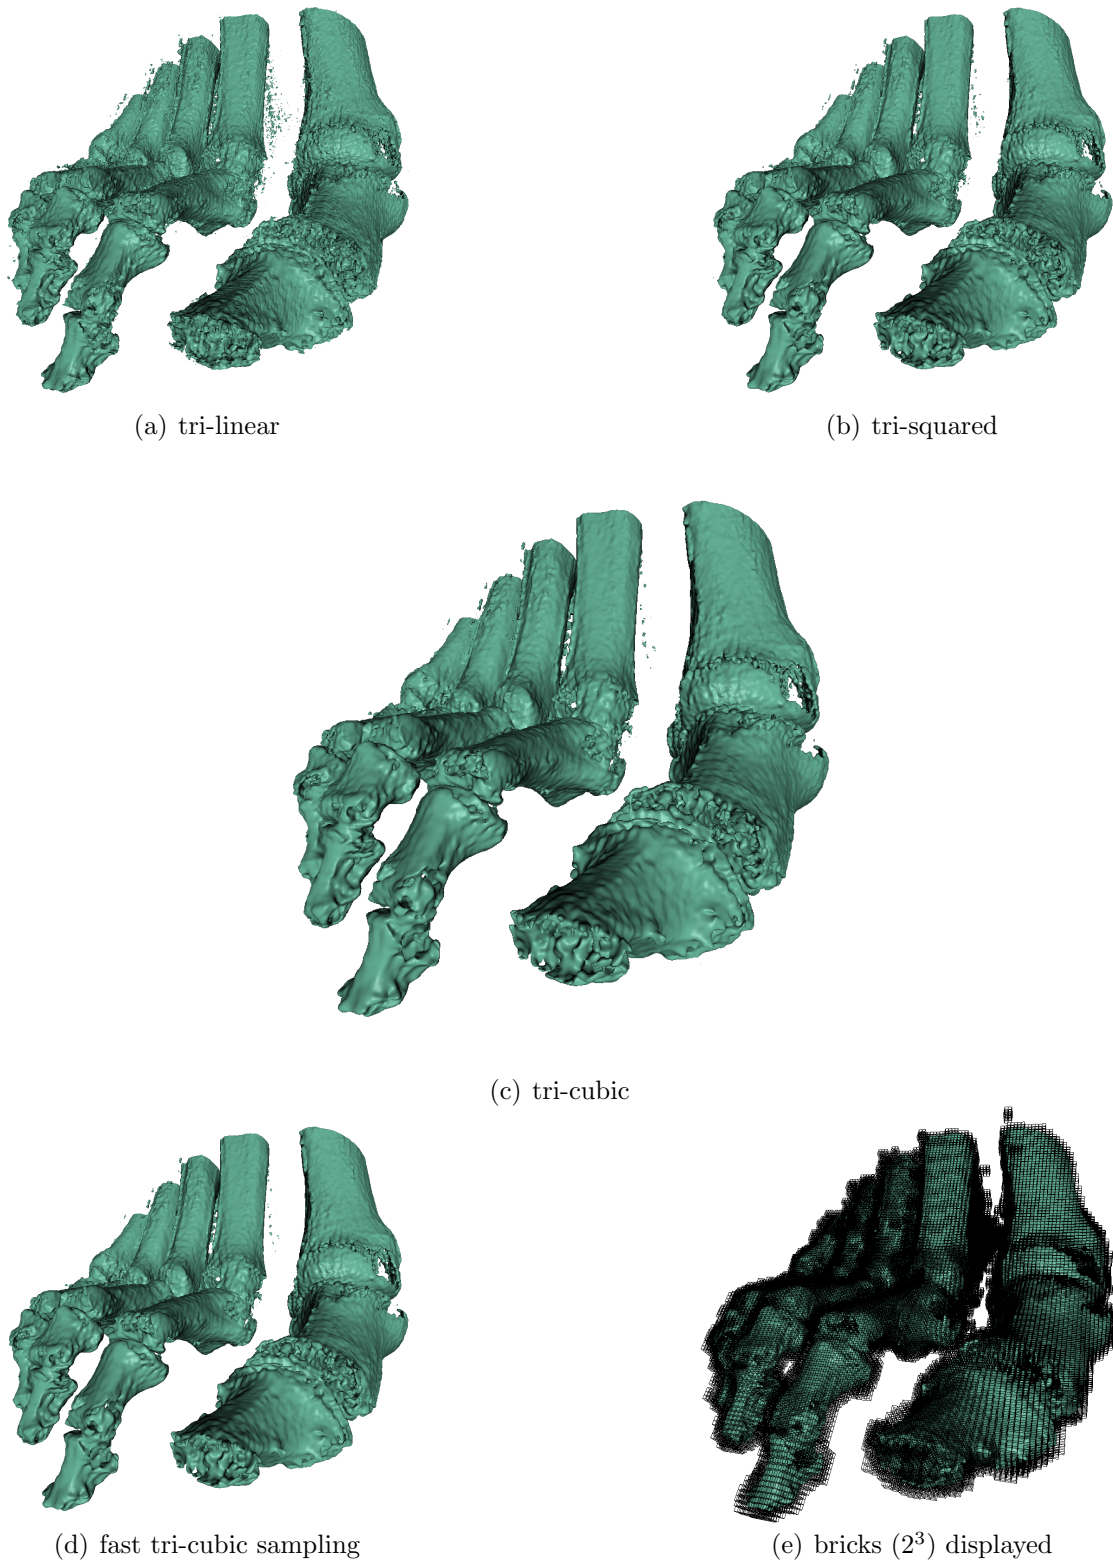 (a) tri-linear
(b) tri-squared
(c) tri-cubic
(d) fast tri-cubic sampling
(e) bricks (2³) displayed